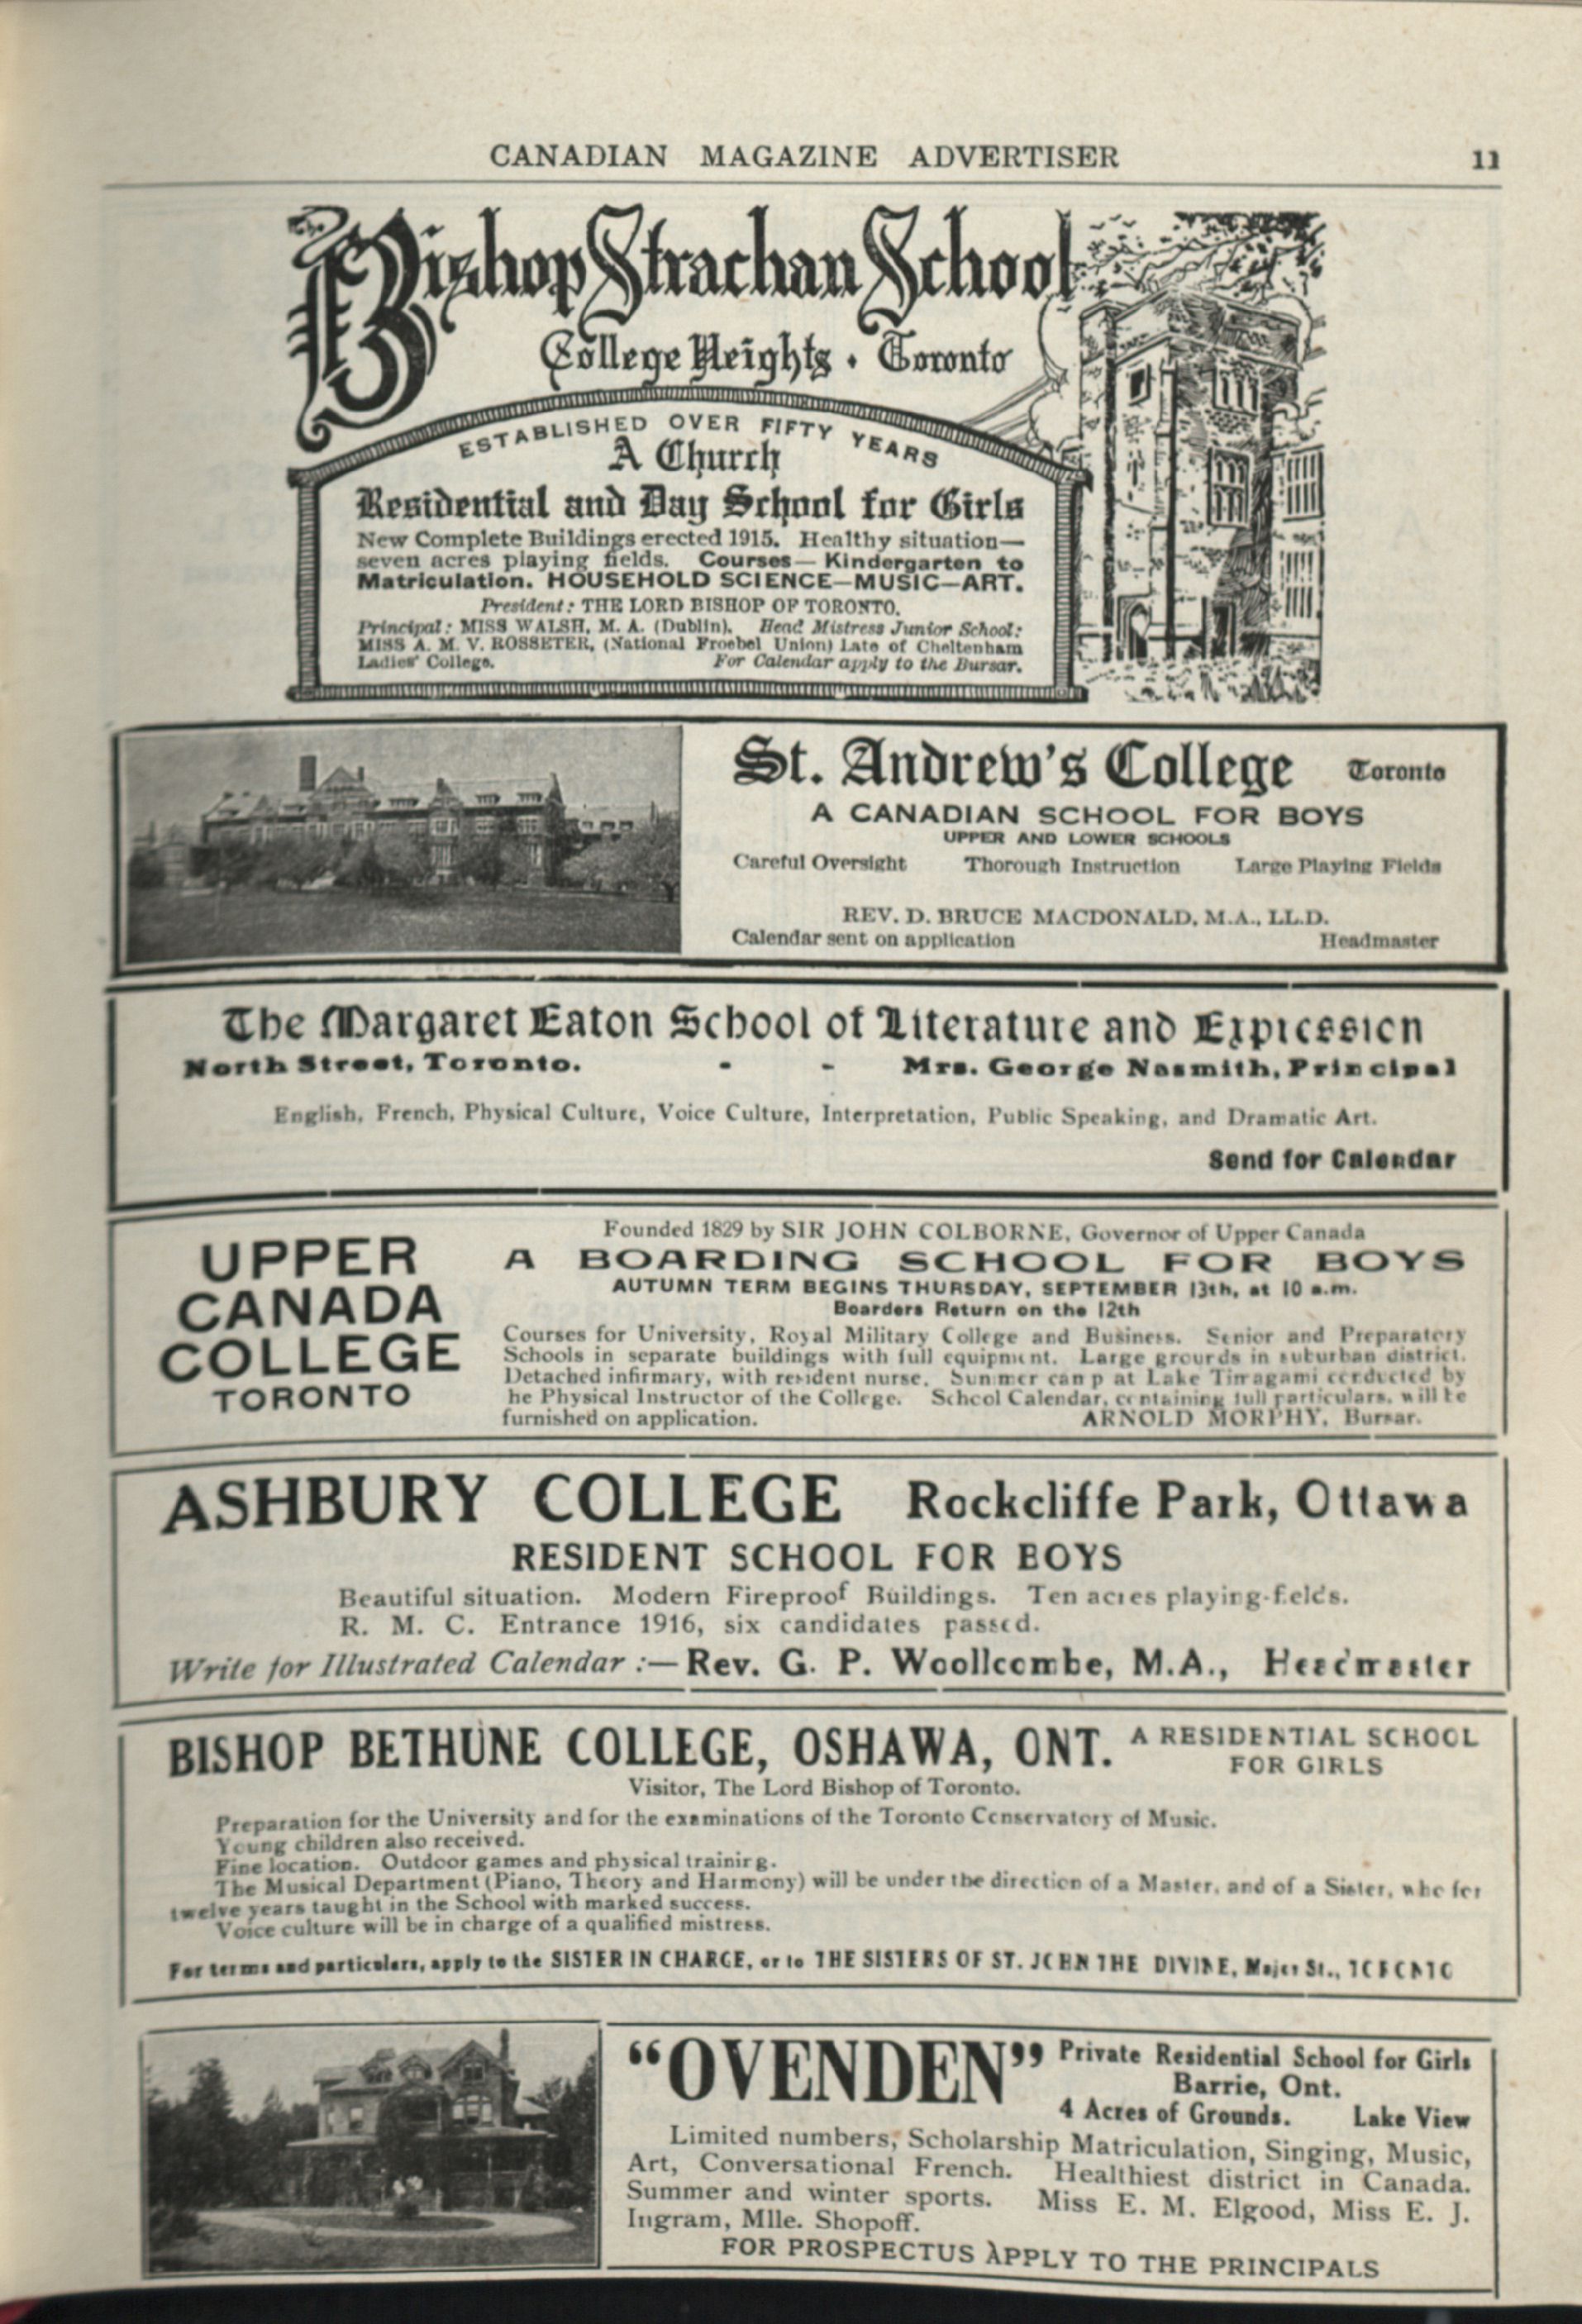 CANADIAN MAGAZINE ADVERTISER 11
The Bishop Strachan School
College Heights · Toronto
ESTABLISHED OVER FIFTY YEARS
A Church
Residential and Day School for Girls
New Complete Buildings erected 1915. Healthy situation—
seven acres playing fields. Courses—Kindergarten to
Matriculation. HOUSEHOLD SCIENCE—MUSIC—ART.
President: THE LORD BISHOP OF TORONTO.
Principal: MISS WALSH, M. A. (Dublin). Head Mistress Junior School:
MISS A. M. V. ROSSETER, (National Froebel Union) Late of Cheltenham
Ladies' College. For Calendar apply to the Bursar.
St. Andrew's College Toronto
A CANADIAN SCHOOL FOR BOYS
UPPER AND LOWER SCHOOLS
Careful Oversight Thorough Instruction Large Playing Fields
REV. D. BRUCE MACDONALD, M.A., LL.D.
Calendar sent on application Headmaster
The Margaret Eaton School of Literature and Expression
North Street, Toronto. - - Mrs. George Nasmith, Principal
English, French, Physical Culture, Voice Culture, Interpretation, Public Speaking, and Dramatic Art.
Send for Calendar
UPPER
CANADA
COLLEGE
TORONTO
Founded 1829 by SIR JOHN COLBORNE, Governor of Upper Canada
A BOARDING SCHOOL FOR BOYS
AUTUMN TERM BEGINS THURSDAY, SEPTEMBER 13th, at 10 a.m.
Boarders Return on the 12th
Courses for University, Royal Military College and Business. Senior and Preparatory
Schools in separate buildings with full equipment. Large grounds in suburban district.
Detached infirmary, with resident nurse. Summer camp at Lake Timagami conducted by
he Physical Instructor of the College. School Calendar, containing full particulars, will be
furnished on application. ARNOLD MORPHY, Bursar.
ASHBURY COLLEGE Rockcliffe Park, Ottawa
RESIDENT SCHOOL FOR BOYS
Beautiful situation. Modern Fireproof Buildings. Ten acres playing-fields.
R. M. C. Entrance 1916, six candidates passed.
Write for Illustrated Calendar :—Rev. G. P. Woollcombe, M.A., Headmaster
BISHOP BETHUNE COLLEGE, OSHAWA, ONT. A RESIDENTIAL SCHOOL
FOR GIRLS
Visitor, The Lord Bishop of Toronto.
Preparation for the University and for the examinations of the Toronto Conservatory of Music.
Young children also received.
Fine location. Outdoor games and physical training.
The Musical Department (Piano, Theory and Harmony) will be under the direction of a Master, and of a Sister, who for
twelve years taught in the School with marked success.
Voice culture will be in charge of a qualified mistress.
For terms and particulars, apply to the SISTER IN CHARGE, or to THE SISTERS OF ST. JOHN THE DIVINE, Major St., TORONTO
"OVENDEN" Private Residential School for Girls
Barrie, Ont.
4 Acres of Grounds. Lake View
Limited numbers, Scholarship Matriculation, Singing, Music,
Art, Conversational French. Healthiest district in Canada.
Summer and winter sports. Miss E. M. Elgood, Miss E. J.
Ingram, Mlle. Shopoff.
FOR PROSPECTUS APPLY TO THE PRINCIPALS